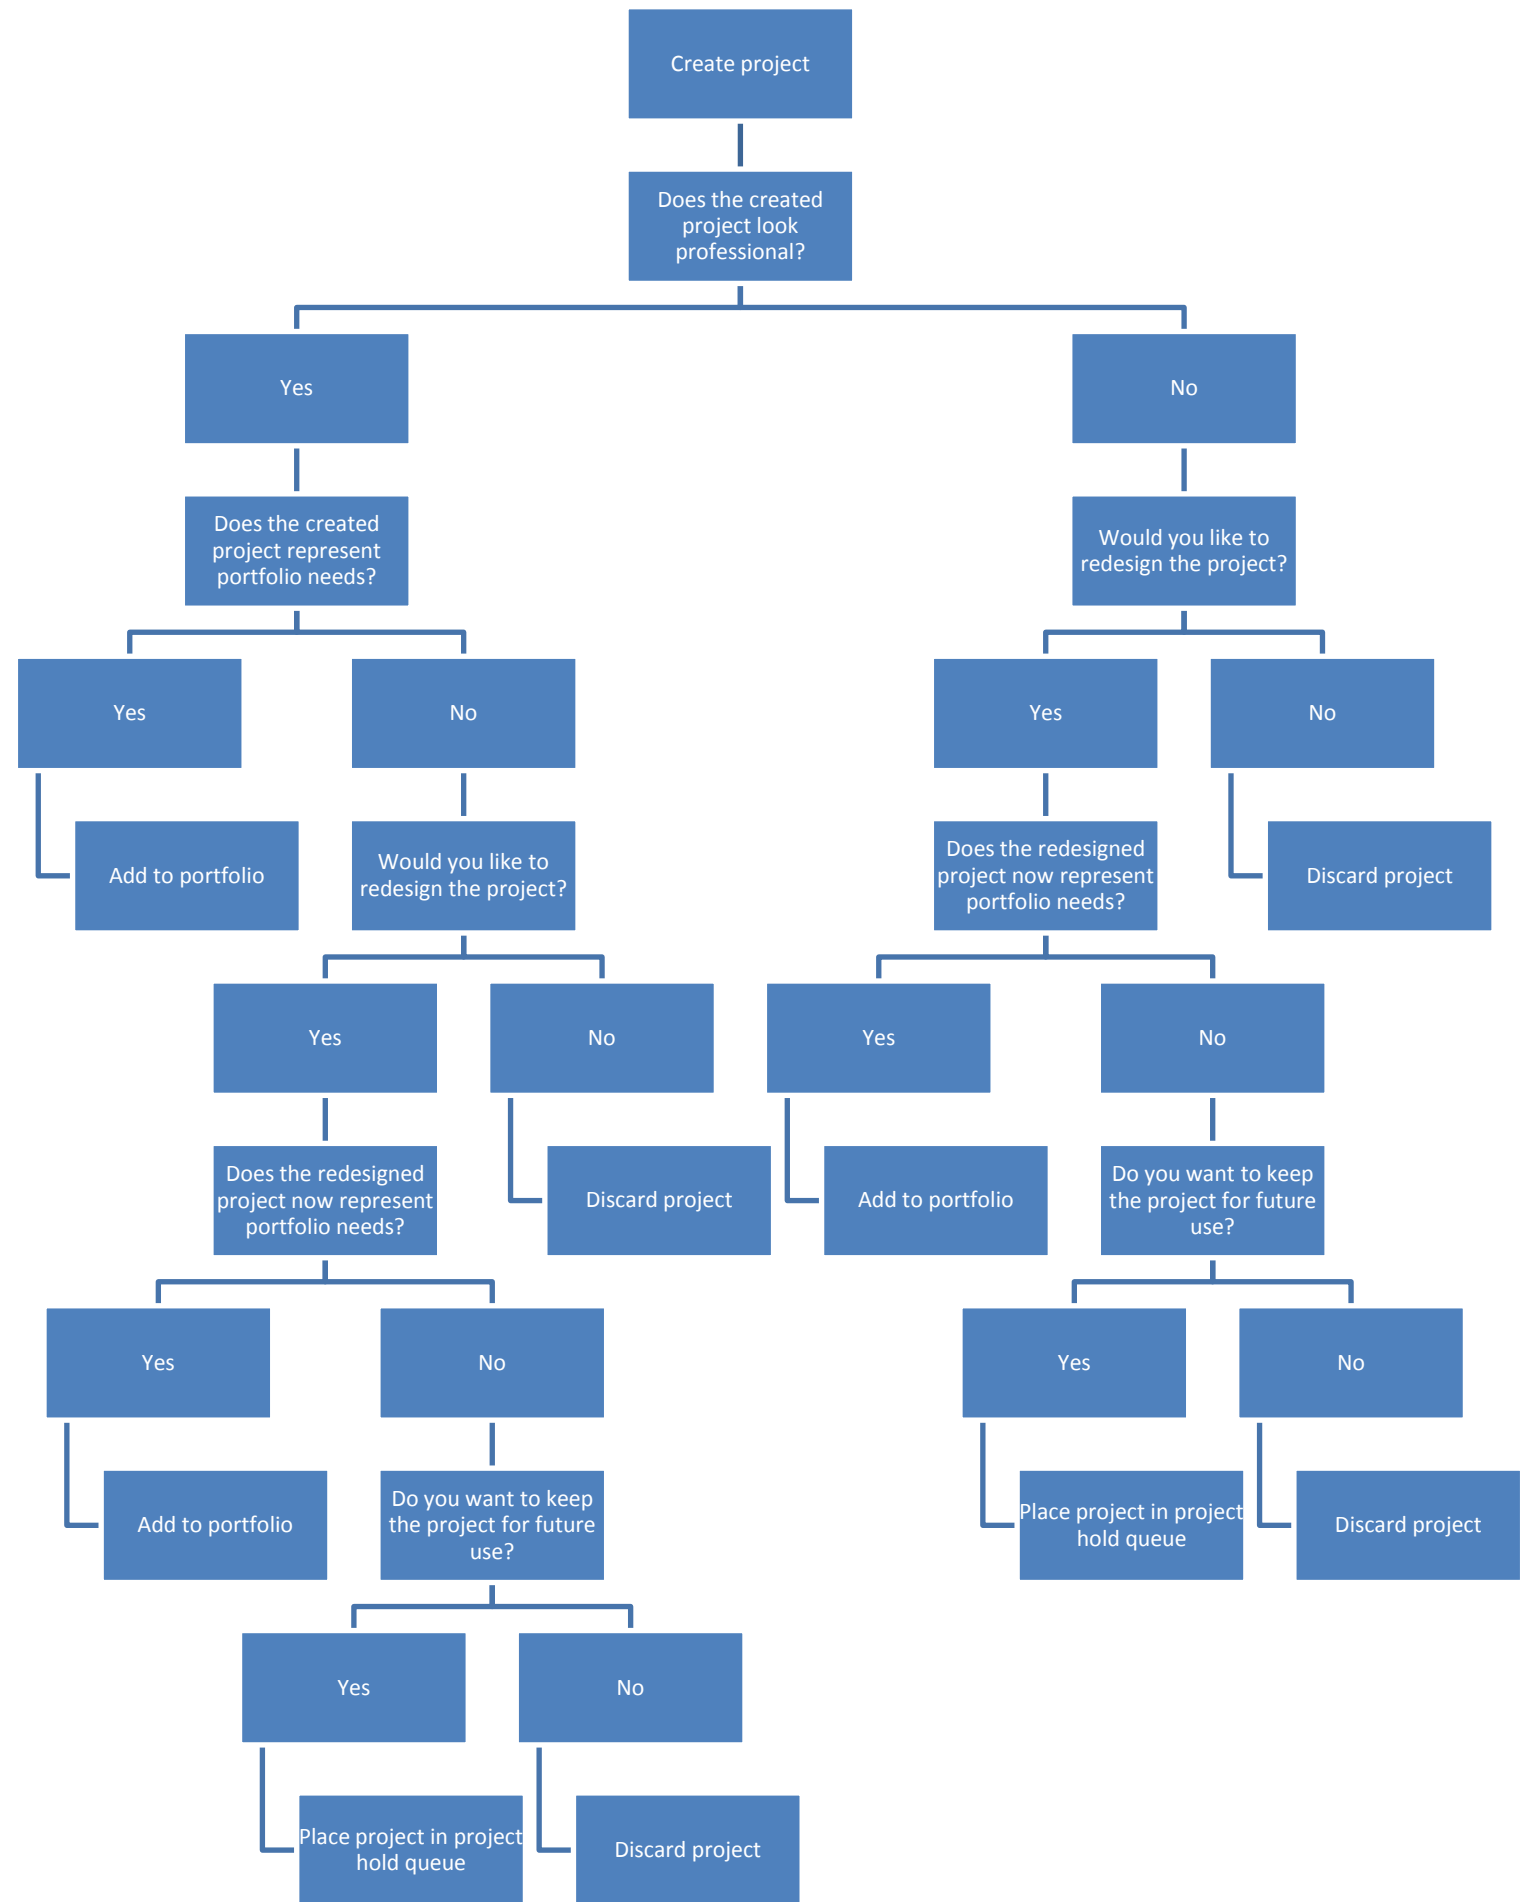 Create project
Does the created
project look
professional?
Yes
No
Does the created
project represent
portfolio needs?
Would you like to
redesign the project?
Yes
No
Yes
No
Add to portfolio
Would you like to
redesign the project?
Does the redesigned
project now represent
portfolio needs?
Discard project
Yes
No
Yes
No
Does the redesigned
project now represent
portfolio needs?
Discard project
Add to portfolio
Do you want to keep
the project for future
use?
Yes
No
Yes
No
Add to portfolio
Do you want to keep
the project for future
use?
Place project in project
hold queue
Discard project
Yes
No
Place project in project
hold queue
Discard project